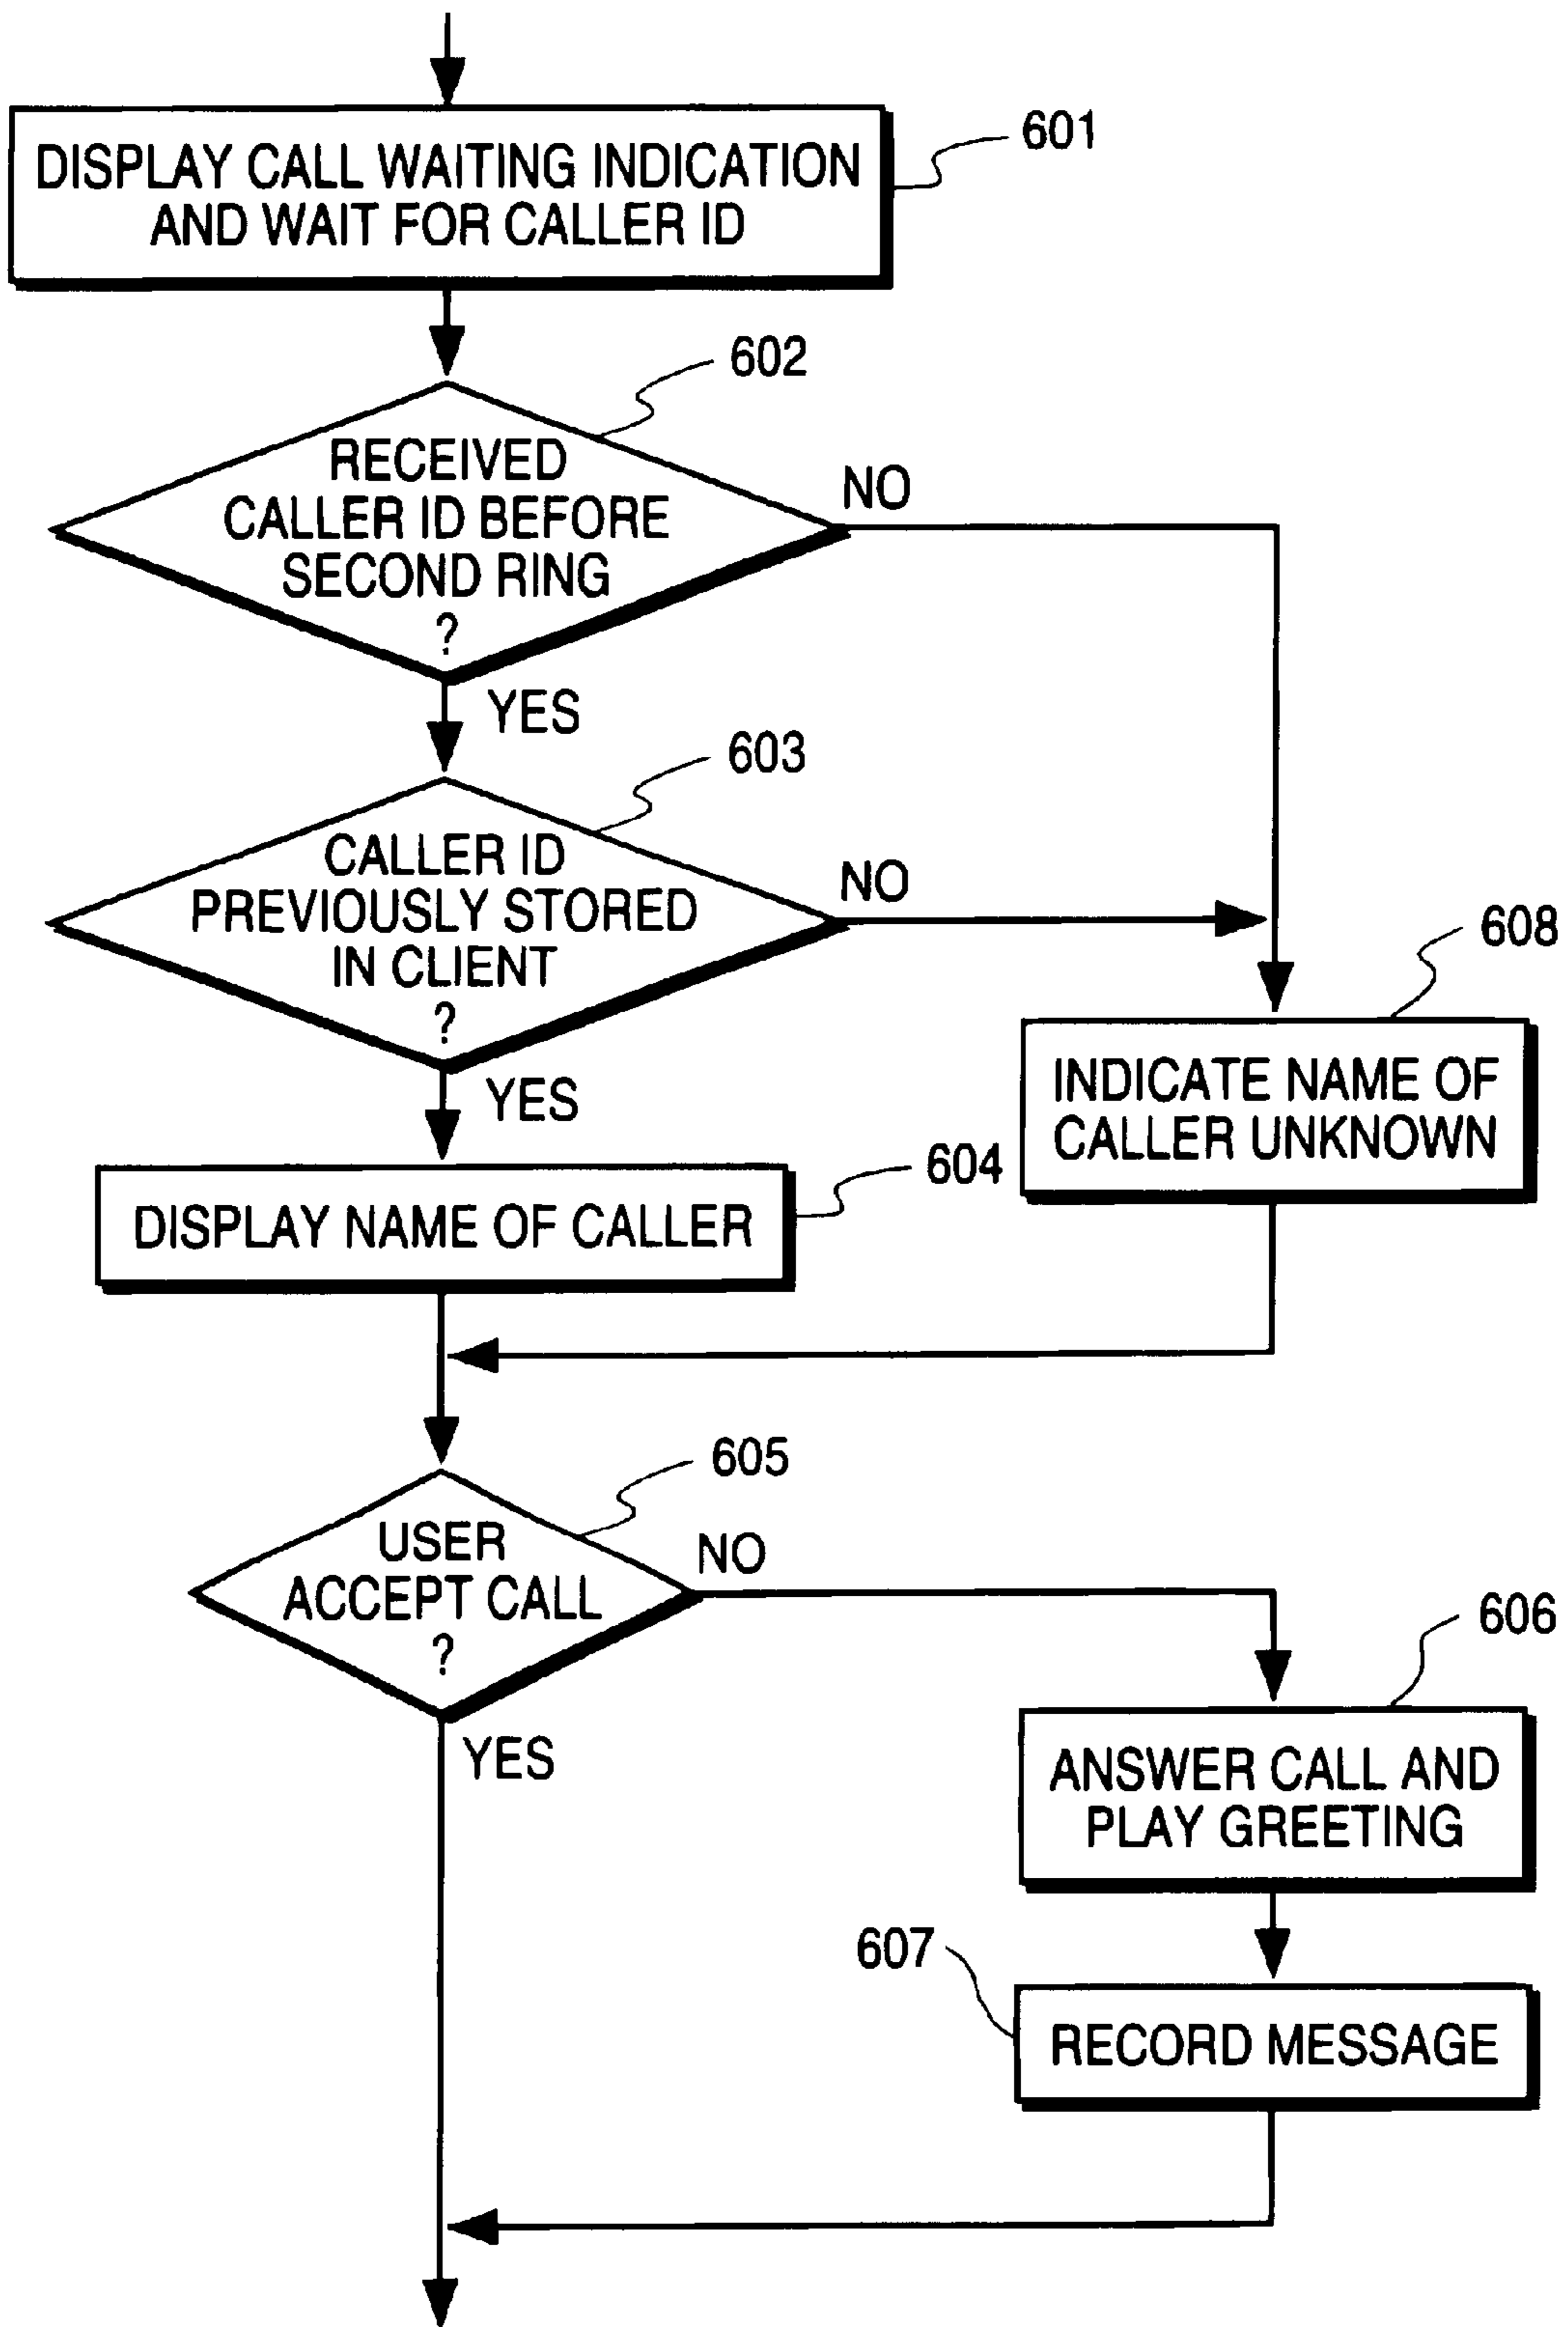 601
DISPLAY CALL WAITING INDICATION
AND WAIT FOR CALLER ID
602
RECEIVED
CALLER ID BEFORE
SECOND RING
?
NO
YES
603
CALLER ID
PREVIOUSLY STORED
IN CLIENT
?
NO
YES
608
INDICATE NAME OF
CALLER UNKNOWN
604
DISPLAY NAME OF CALLER
605
USER
ACCEPT CALL
?
NO
YES
606
ANSWER CALL AND
PLAY GREETING
607
RECORD MESSAGE